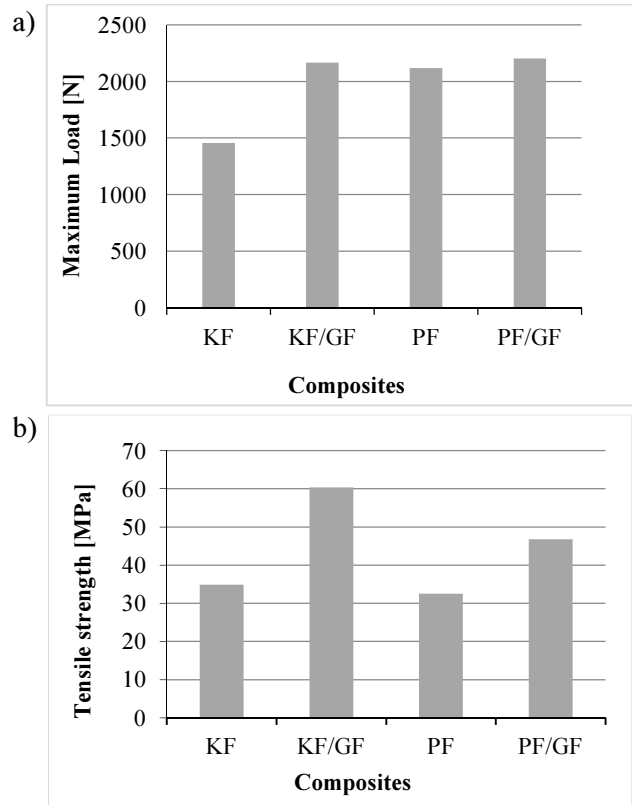 a)
Maximum Load [N]
2500
2000
1500
1000
500
0
KF KF/GF PF PF/GF
Composites
b)
Tensile strength [MPa]
70
60
50
40
30
20
10
0
KF KF/GF PF PF/GF
Composites